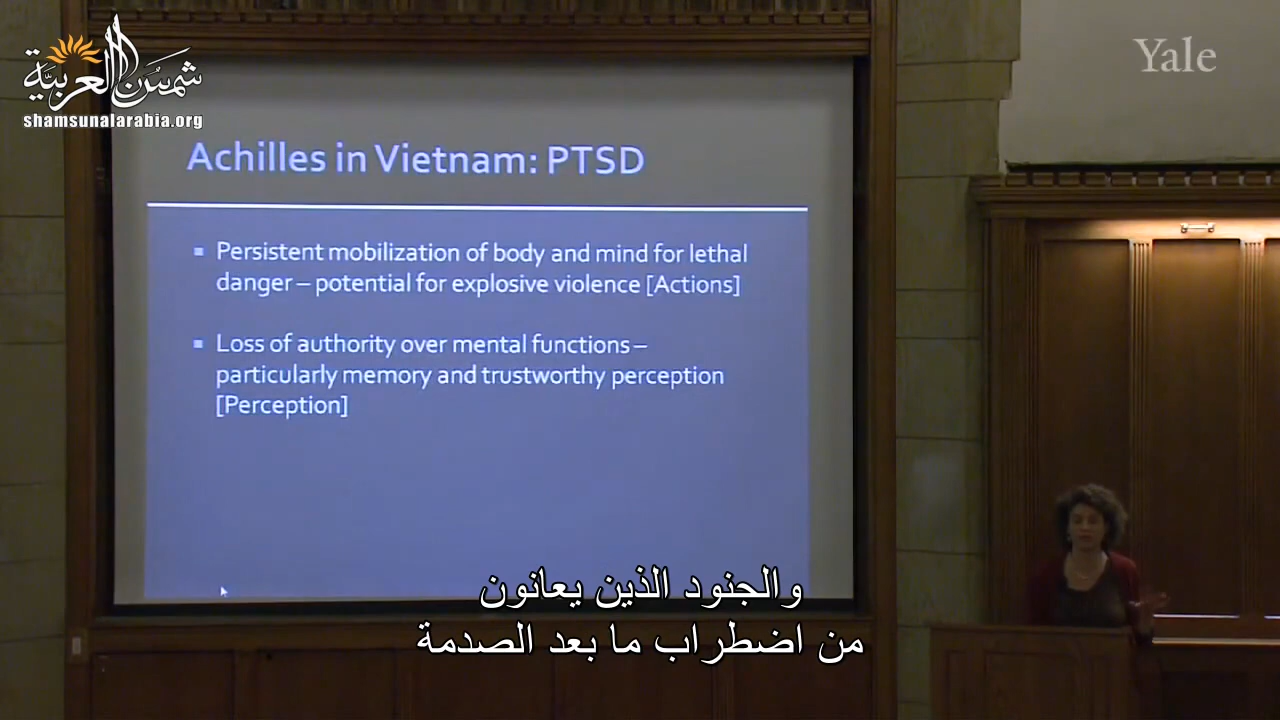 شمس العربية
shamsunalarabia.org
Yale
Achilles in Vietnam: PTSD
▪ Persistent mobilization of body and mind for lethal
danger – potential for explosive violence [Actions]
▪ Loss of authority over mental functions –
particularly memory and trustworthy perception
[Perception]
والجنود الذين يعانون
من اضطراب ما بعد الصدمة